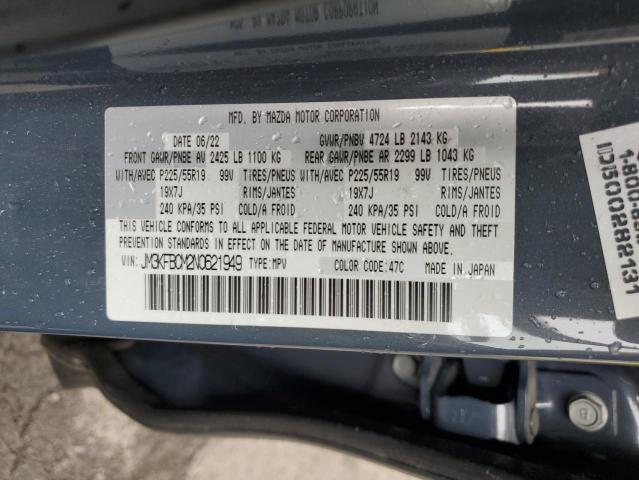 MFD. BY MAZDA MOTOR CORPORATION
DATE 06/22 GVWR/PNBV 4724 LB 2143 KG
FRONT GAWR/PNBE AV 2425 LB 1100 KG REAR GAWR/PNBE AR 2299 LB 1043 KG
WITH/AVEC P225/55R19 99V TIRES/PNEUS WITH/AVEC P225/55R19 99V TIRES/PNEUS
19X7J RIMS/JANTES 19X7J RIMS/JANTES
240 KPA/35 PSI COLD/A FROID 240 KPA/35 PSI COLD/A FROID
THIS VEHICLE CONFORMS TO ALL APPLICABLE FEDERAL MOTOR VEHICLE SAFETY AND
THEFT PREVENTION STANDARDS IN EFFECT ON THE DATE OF MANUFACTURE SHOWN ABOVE.
VIN: JM3KFBCM2N0621949 TYPE:MPV COLOR CODE:47C MADE IN JAPAN
ID500282131